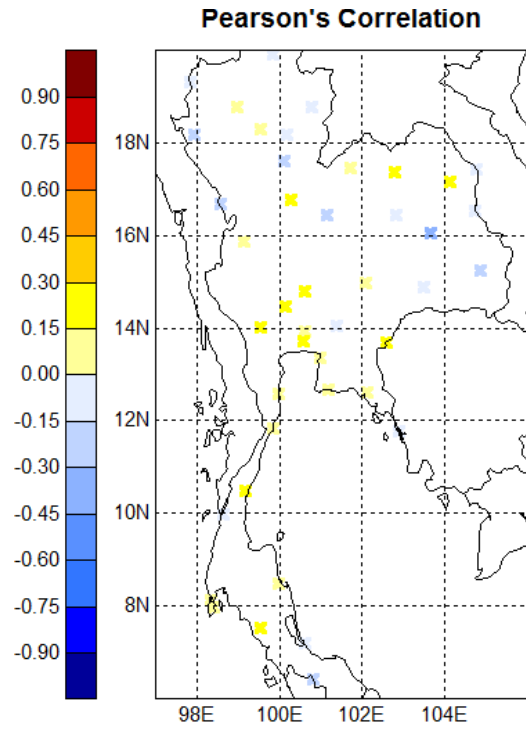 Pearson's Correlation
0.90
0.75
0.60
0.45
0.30
0.15
0.00
-0.15
-0.30
-0.45
-0.60
-0.75
-0.90
18N
16N
14N
12N
10N
8N
98E 100E 102E 104E